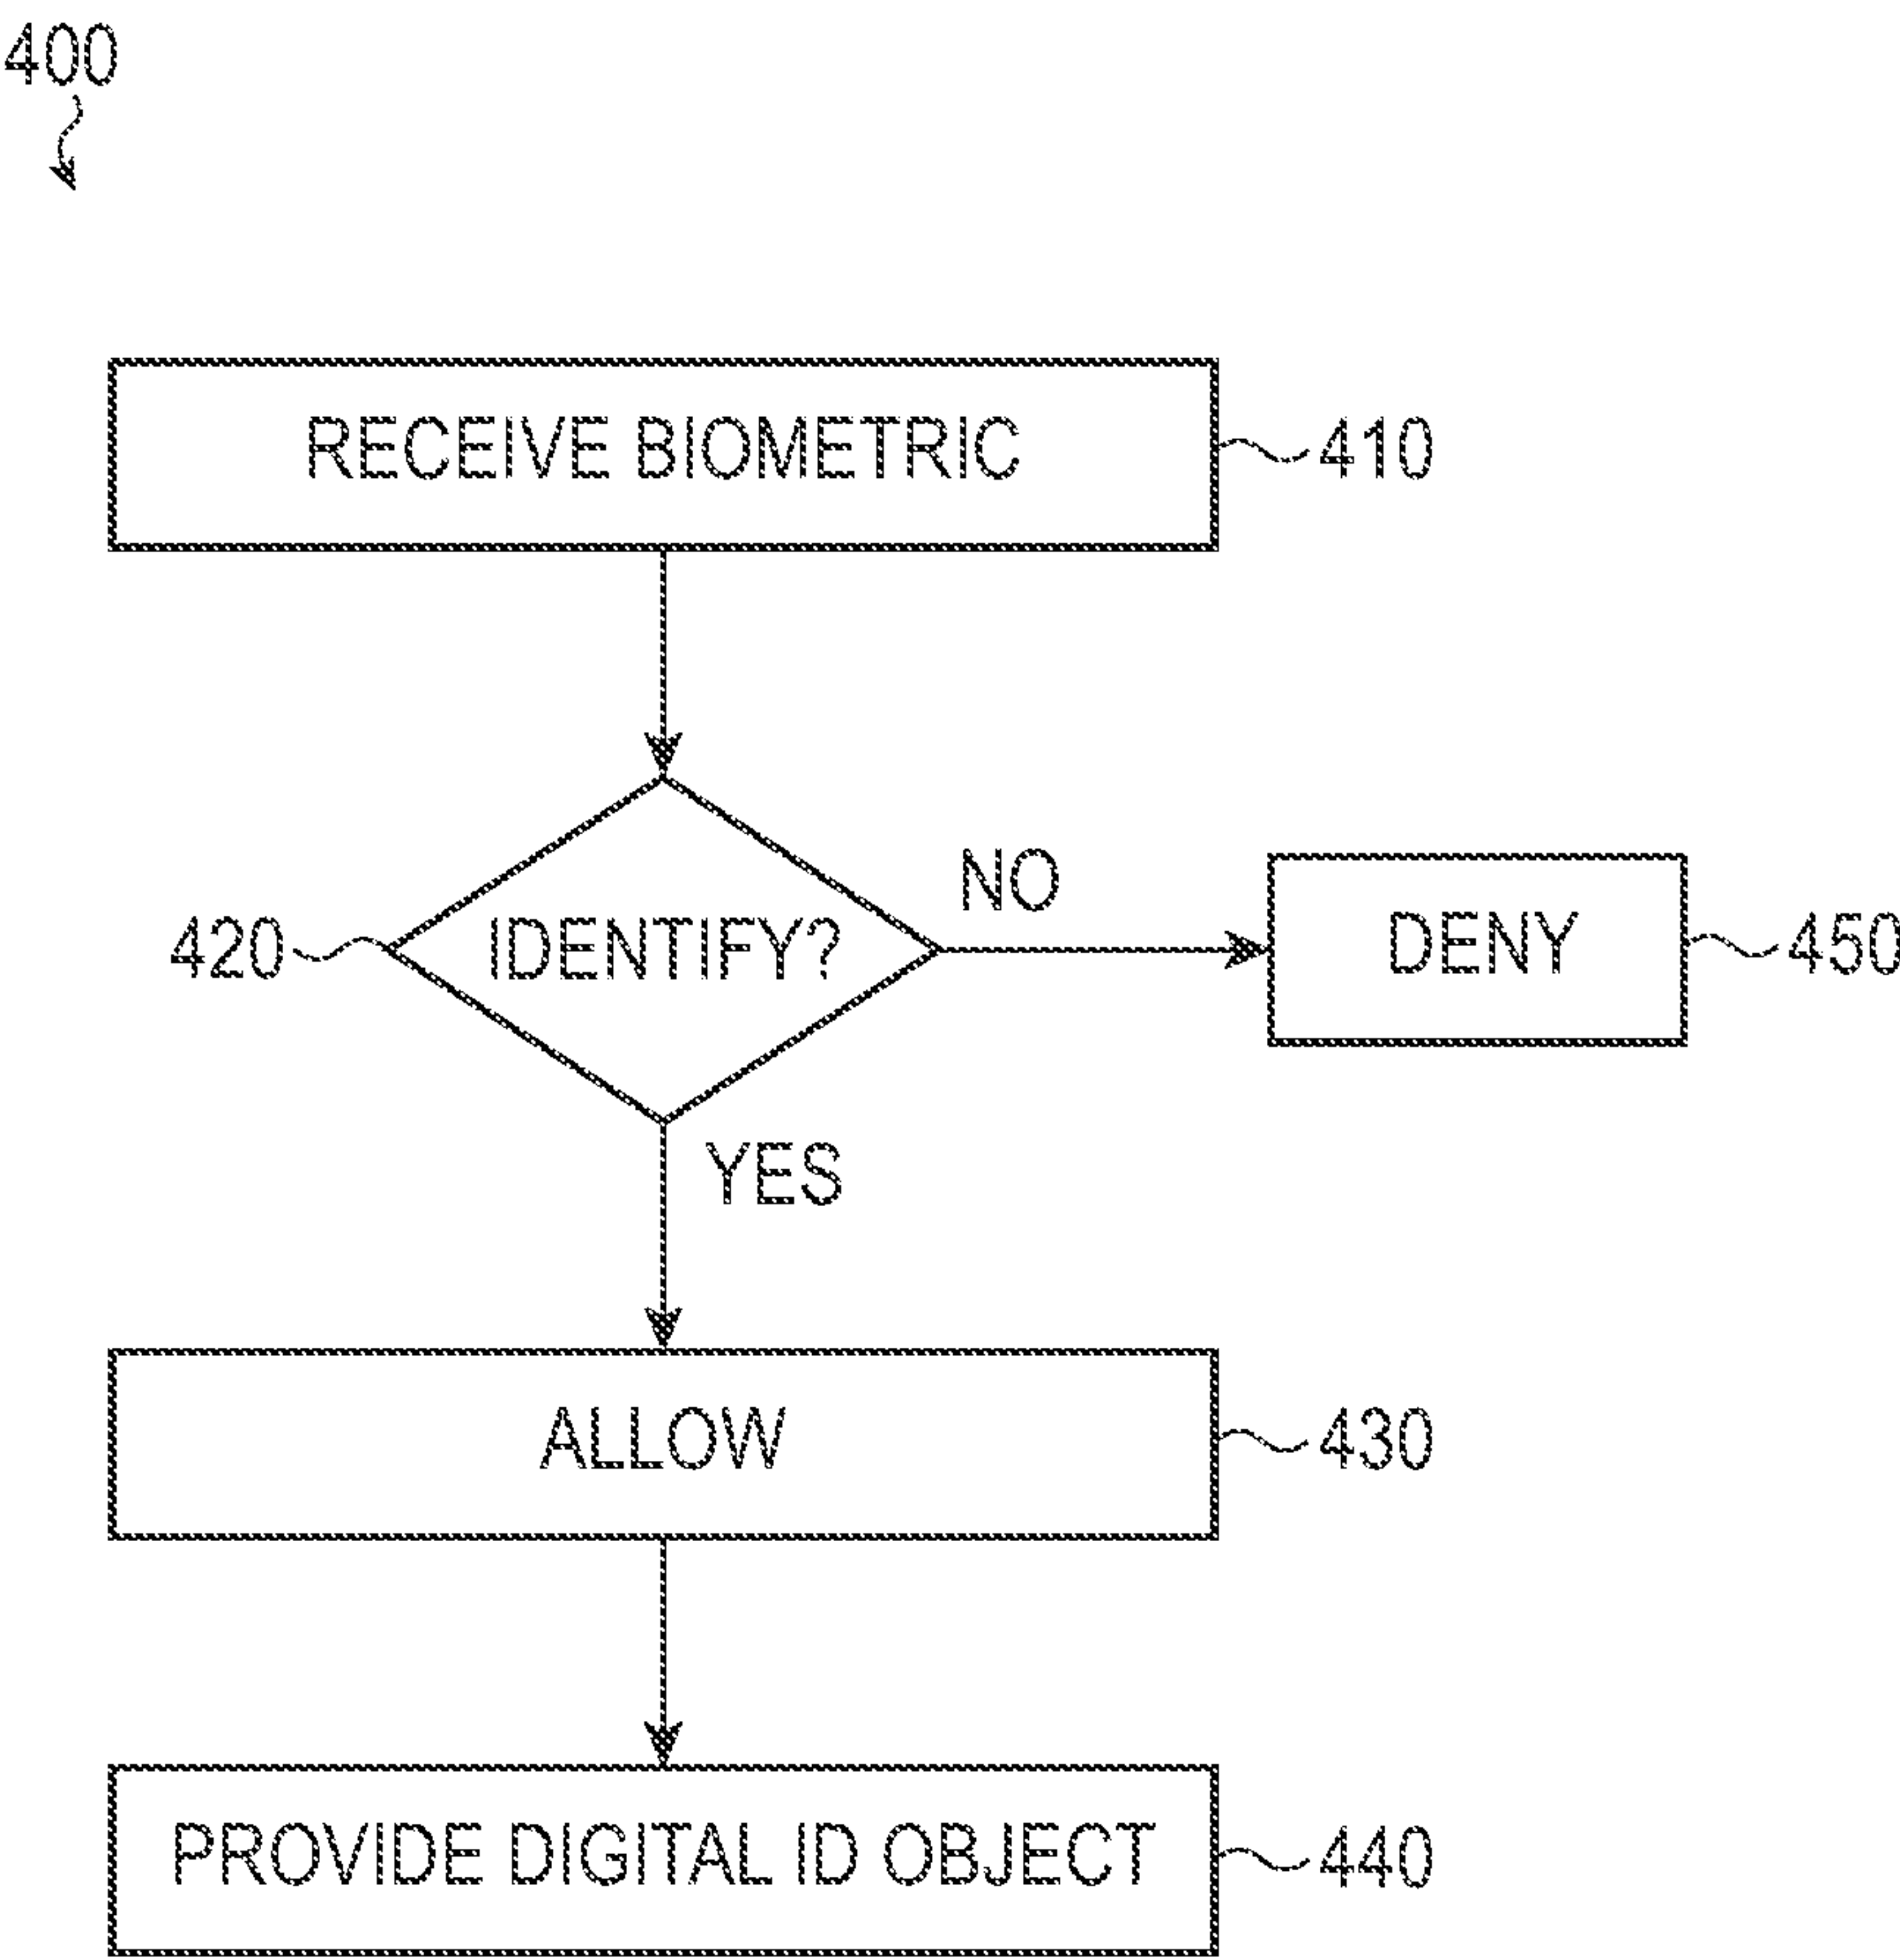 400
RECEIVE BIOMETRIC
410
NO
420
IDENTIFY?
DENY
450
YES
ALLOW
430
PROVIDE DIGITAL ID OBJECT
440